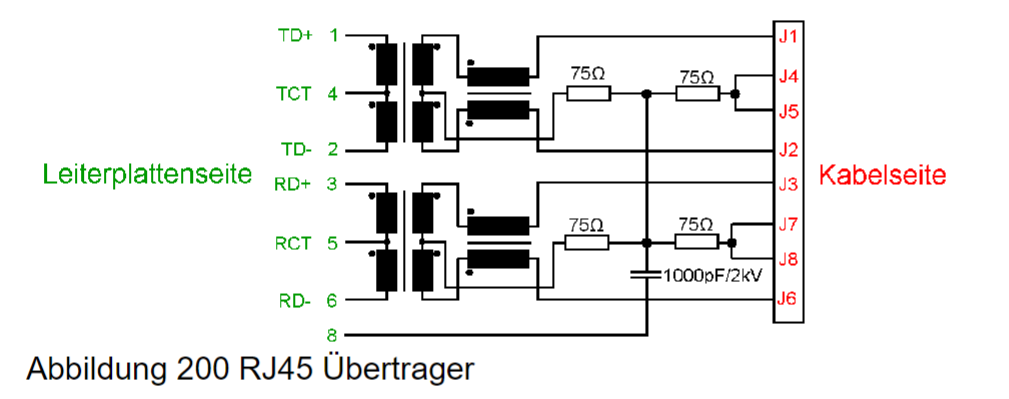 TD+ 1
J1
75Ω
75Ω
J4
TCT 4
J5
TD- 2
J2
Leiterplattenseite
RD+ 3
J3
Kabelseite
75Ω
75Ω
J7
RCT 5
J8
1000pF/2kV
RD- 6
J6
8
Abbildung 200 RJ45 Übertrager